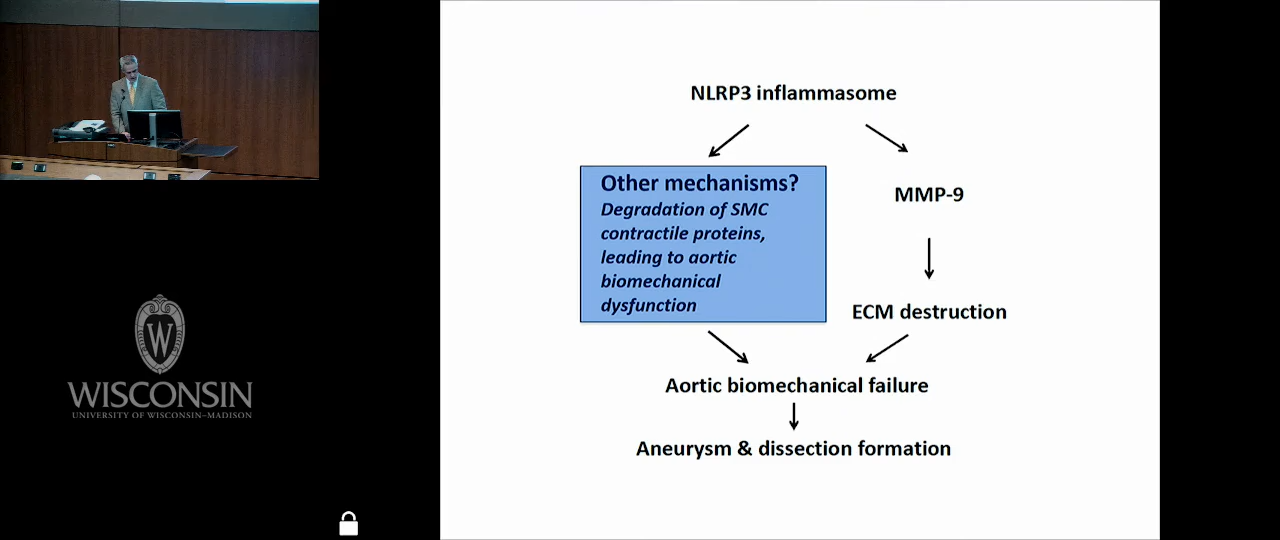 NLRP3 inflammasome
Other mechanisms?
Degradation of SMC
contractile proteins,
leading to aortic
biomechanical
dysfunction
MMP-9
ECM destruction
Aortic biomechanical failure
Aneurysm & dissection formation
W
WISCONSIN
UNIVERSITY OF WISCONSIN–MADISON